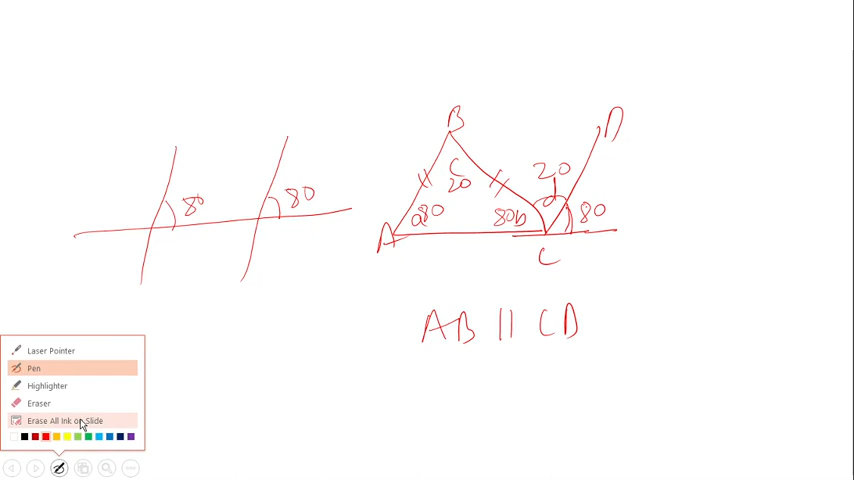 B
D
C
20
20
80
80
a 80
80 b
d
80
A
C
AB || CD
Laser Pointer
Pen
Highlighter
Eraser
Erase All Ink on Slide